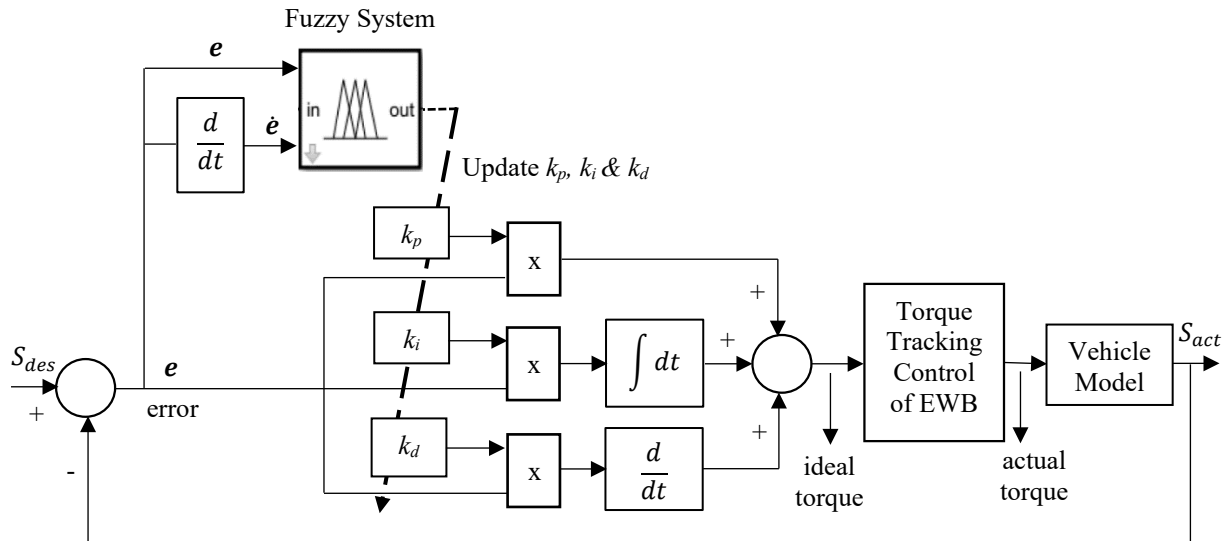 Fuzzy System
e
in
out
d
dt
ė
Update kp, ki & kd
kp
x
+
ki
x
∫ dt
+
Sdes
+
e
error
-
kd
x
d
dt
+
ideal
torque
Torque
Tracking
Control
of EWB
actual
torque
Vehicle
Model
Sact